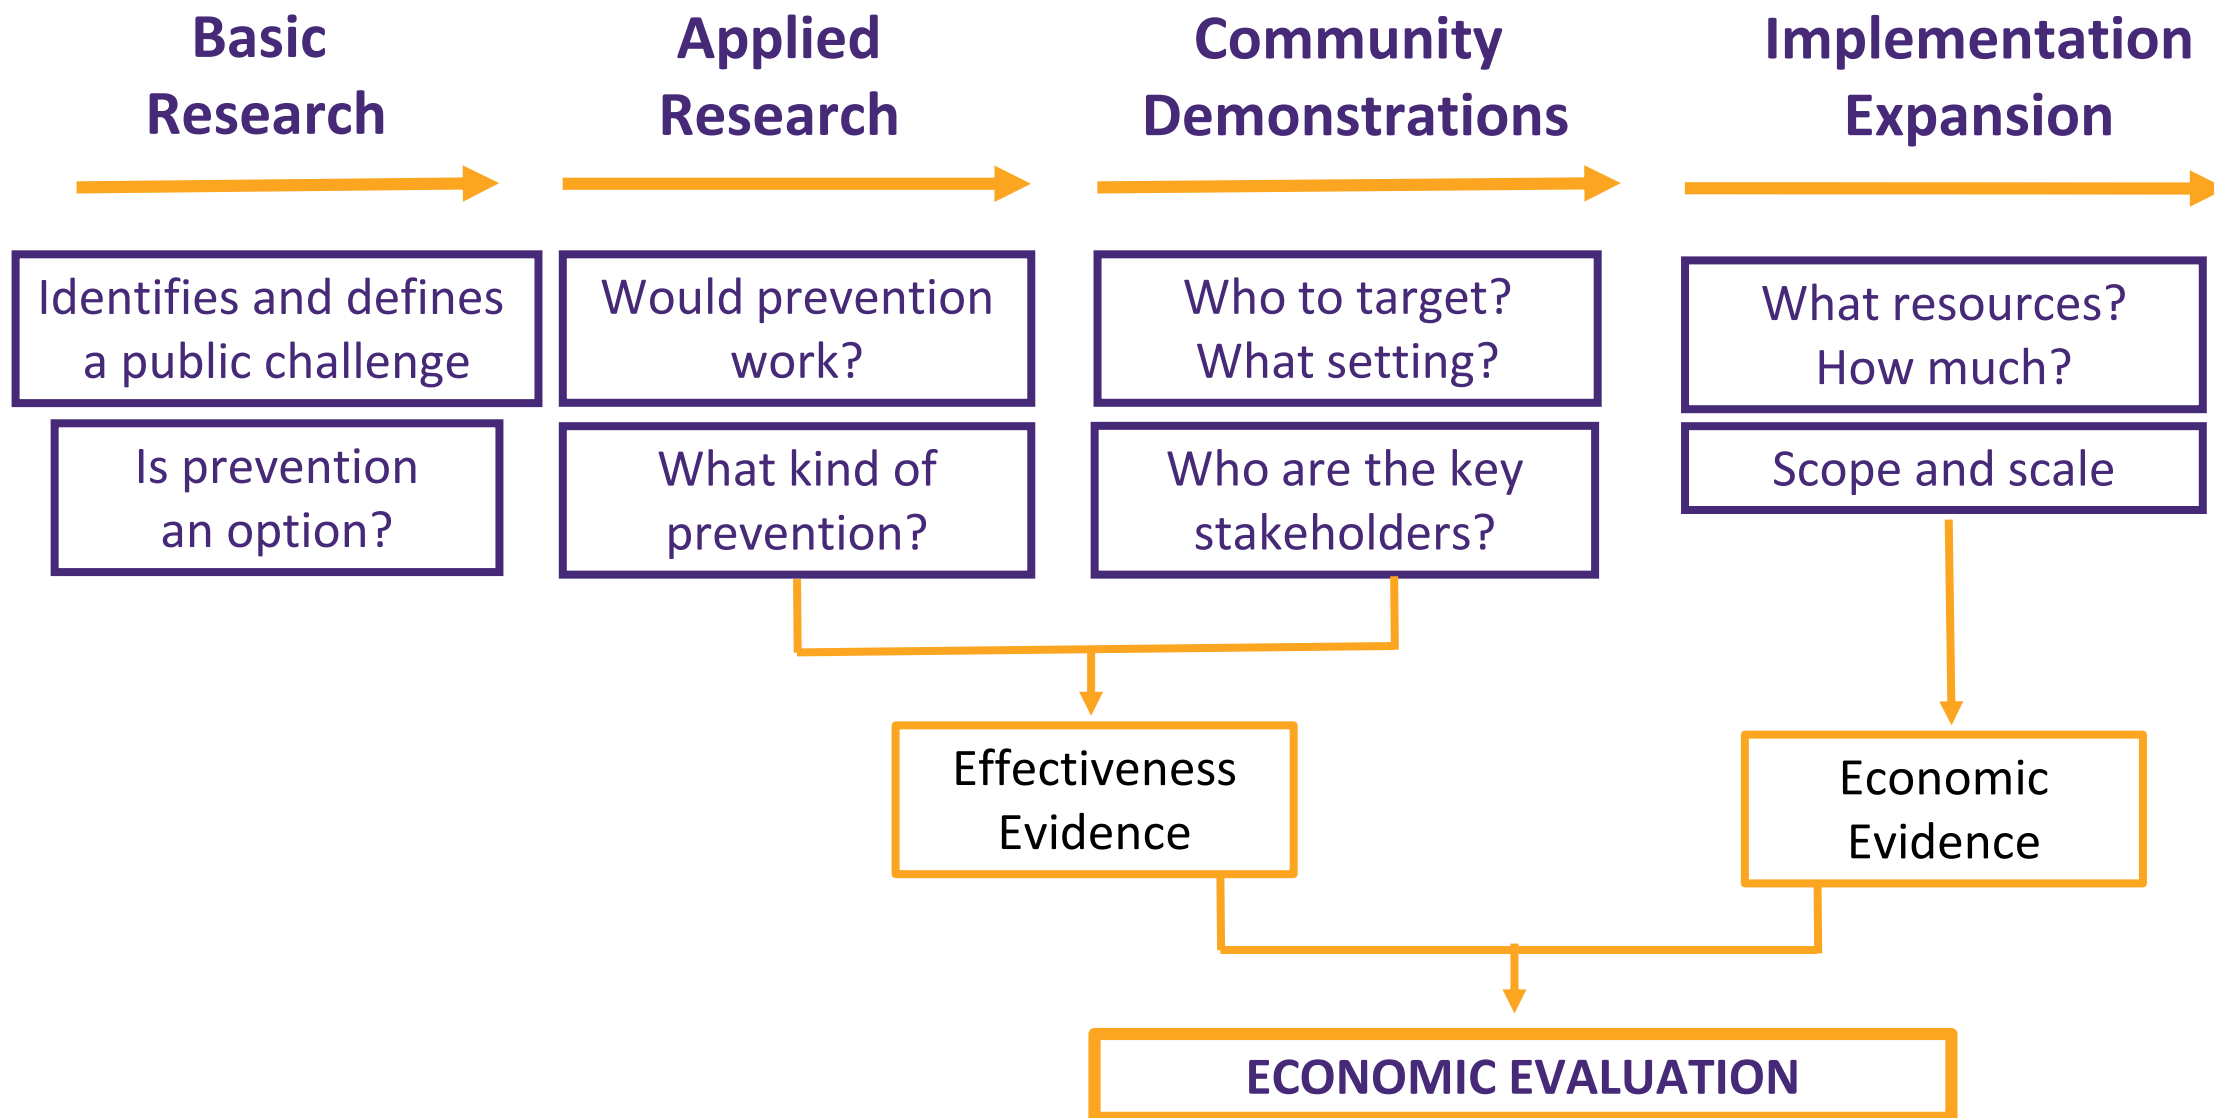 Basic
Research
Applied
Research
Community
Demonstrations
Implementation
Expansion
Identifies and defines
a public challenge
Is prevention
an option?
Would prevention
work?
What kind of
prevention?
Who to target?
What setting?
Who are the key
stakeholders?
What resources?
How much?
Scope and scale
Effectiveness
Evidence
Economic
Evidence
ECONOMIC EVALUATION